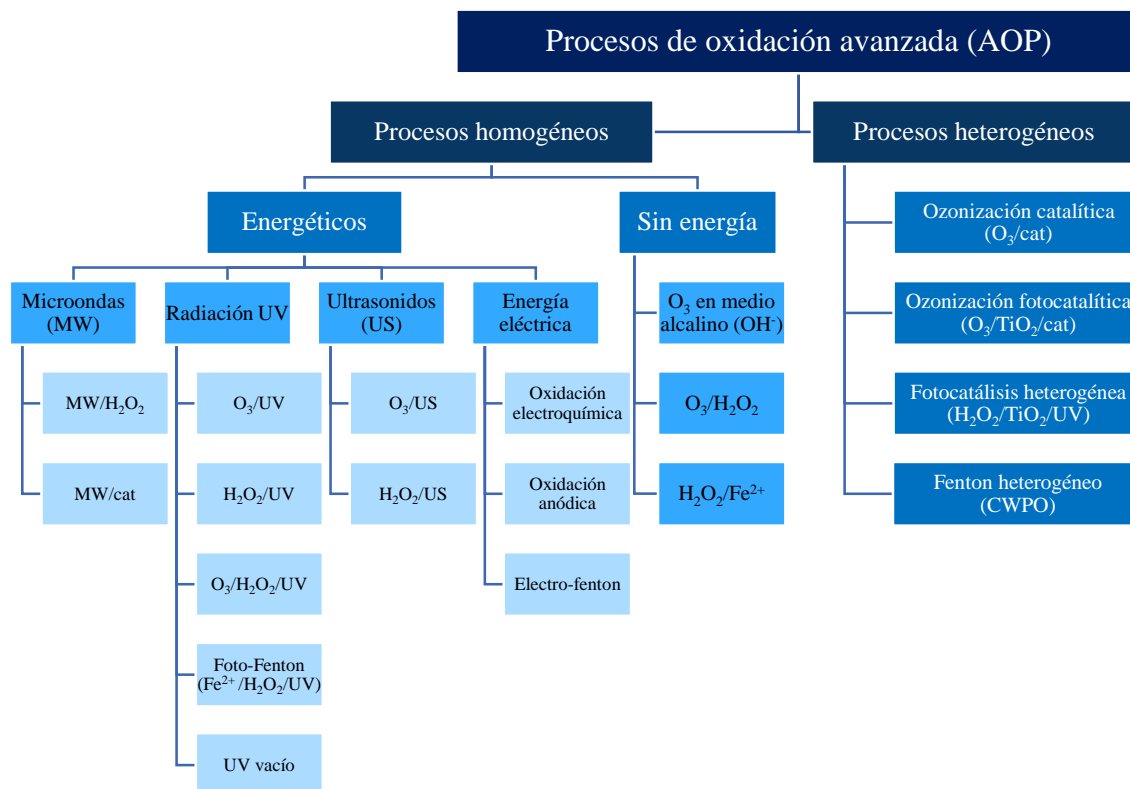 Procesos de oxidación avanzada (AOP)
Procesos homogéneos
Procesos heterogéneos
Energéticos
Sin energía
Microondas
(MW)
MW/H₂O₂
MW/cat
Radiación UV
O₃/UV
H₂O₂/UV
O₃/H₂O₂/UV
Foto-Fenton
(Fe²⁺/H₂O₂/UV)
UV vacío
Ultrasonidos
(US)
O₃/US
H₂O₂/US
Energía
eléctrica
Oxidación
electroquímica
Oxidación
anódica
Electro-fenton
O₃ en medio
alcalino (OH⁻)
O₃/H₂O₂
H₂O₂/Fe²⁺
Ozonización catalítica
(O₃/cat)
Ozonización fotocatalítica
(O₃/TiO₂/cat)
Fotocatálisis heterogénea
(H₂O₂/TiO₂/UV)
Fenton heterogéneo
(CWPO)